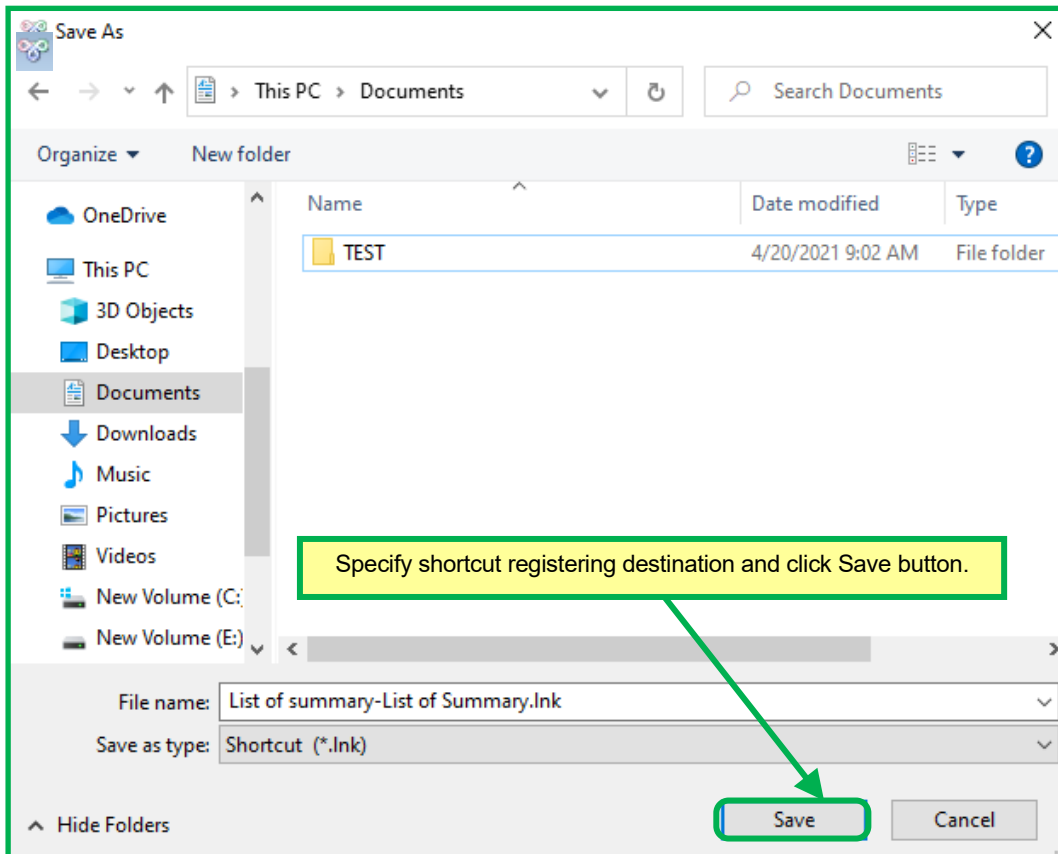 Save As
This PC > Documents
Search Documents
Organize
New folder
?
Name
Date modified
Type
OneDrive
TEST
4/20/2021 9:02 AM
File folder
This PC
3D Objects
Desktop
Documents
Downloads
Music
Pictures
Videos
Specify shortcut registering destination and click Save button.
New Volume (C:
New Volume (E:)
File name: List of summary-List of Summary.lnk
Save as type: Shortcut (*.lnk)
Hide Folders
Save
Cancel